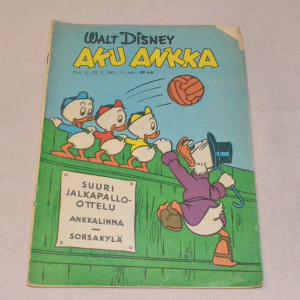 WALT DISNEY
AKU ANKKA
SUURI
JALKAPALLO-
OTTELU
ANKKALINNA
—
SORSAKYLÄ